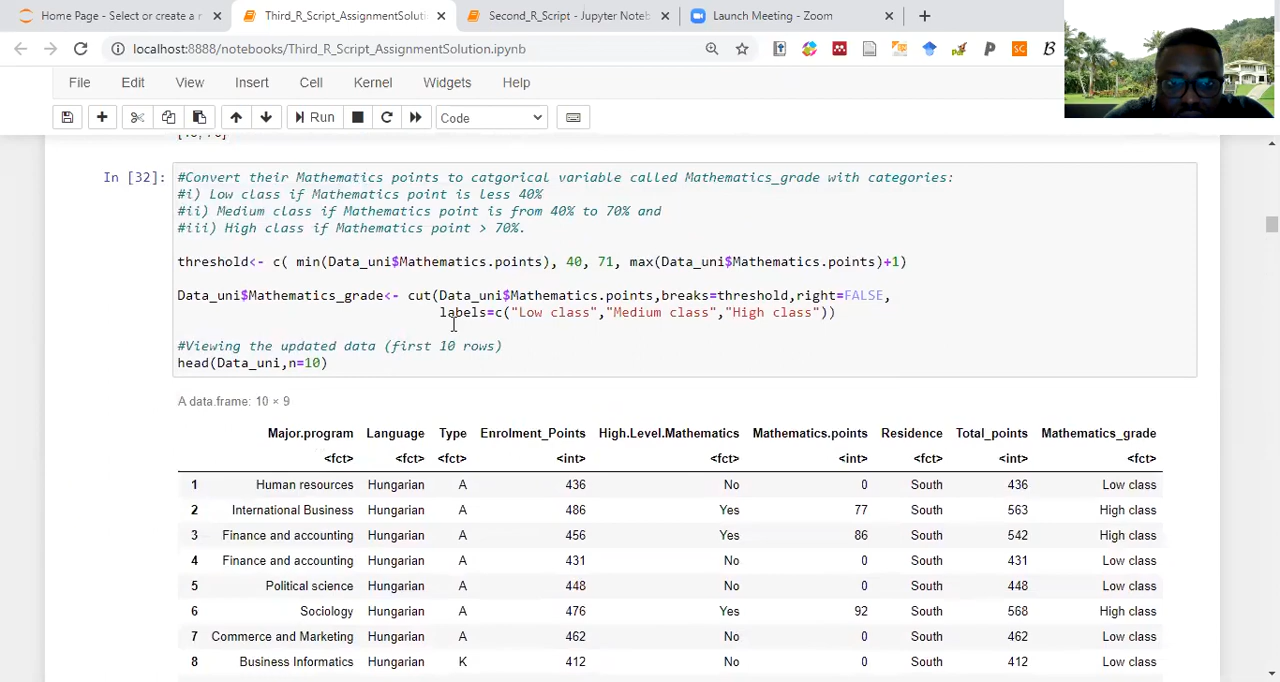 Home Page - Select or create a n
Third_R_Script_AssignmentSolutio
Second_R_Script - Jupyter Noteb
Launch Meeting - Zoom
localhost:8888/notebooks/Third_R_Script_AssignmentSolution.ipynb
File Edit View Insert Cell Kernel Widgets Help
Run Code
In [32]:
#Convert their Mathematics points to catgorical variable called Mathematics_grade with categories:
#i) Low class if Mathematics point is less 40%
#ii) Medium class if Mathematics point is from 40% to 70% and
#iii) High class if Mathematics point > 70%.
threshold<- c( min(Data_uni$Mathematics.points), 40, 71, max(Data_uni$Mathematics.points)+1)
Data_uni$Mathematics_grade<- cut(Data_uni$Mathematics.points,breaks=threshold,right=FALSE,
labels=c("Low class","Medium class","High class"))
#Viewing the updated data (first 10 rows)
head(Data_uni,n=10)
A data.frame: 10 × 9
Major.program Language Type Enrolment_Points High.Level.Mathematics Mathematics.points Residence Total_points Mathematics_grade
<fct> <fct> <fct> <int> <fct> <int> <fct> <int> <fct>
1 Human resources Hungarian A 436 No 0 South 436 Low class
2 International Business Hungarian A 486 Yes 77 South 563 High class
3 Finance and accounting Hungarian A 456 Yes 86 South 542 High class
4 Finance and accounting Hungarian A 431 No 0 South 431 Low class
5 Political science Hungarian A 448 No 0 South 448 Low class
6 Sociology Hungarian A 476 Yes 92 South 568 High class
7 Commerce and Marketing Hungarian A 462 No 0 South 462 Low class
8 Business Informatics Hungarian K 412 No 0 South 412 Low class